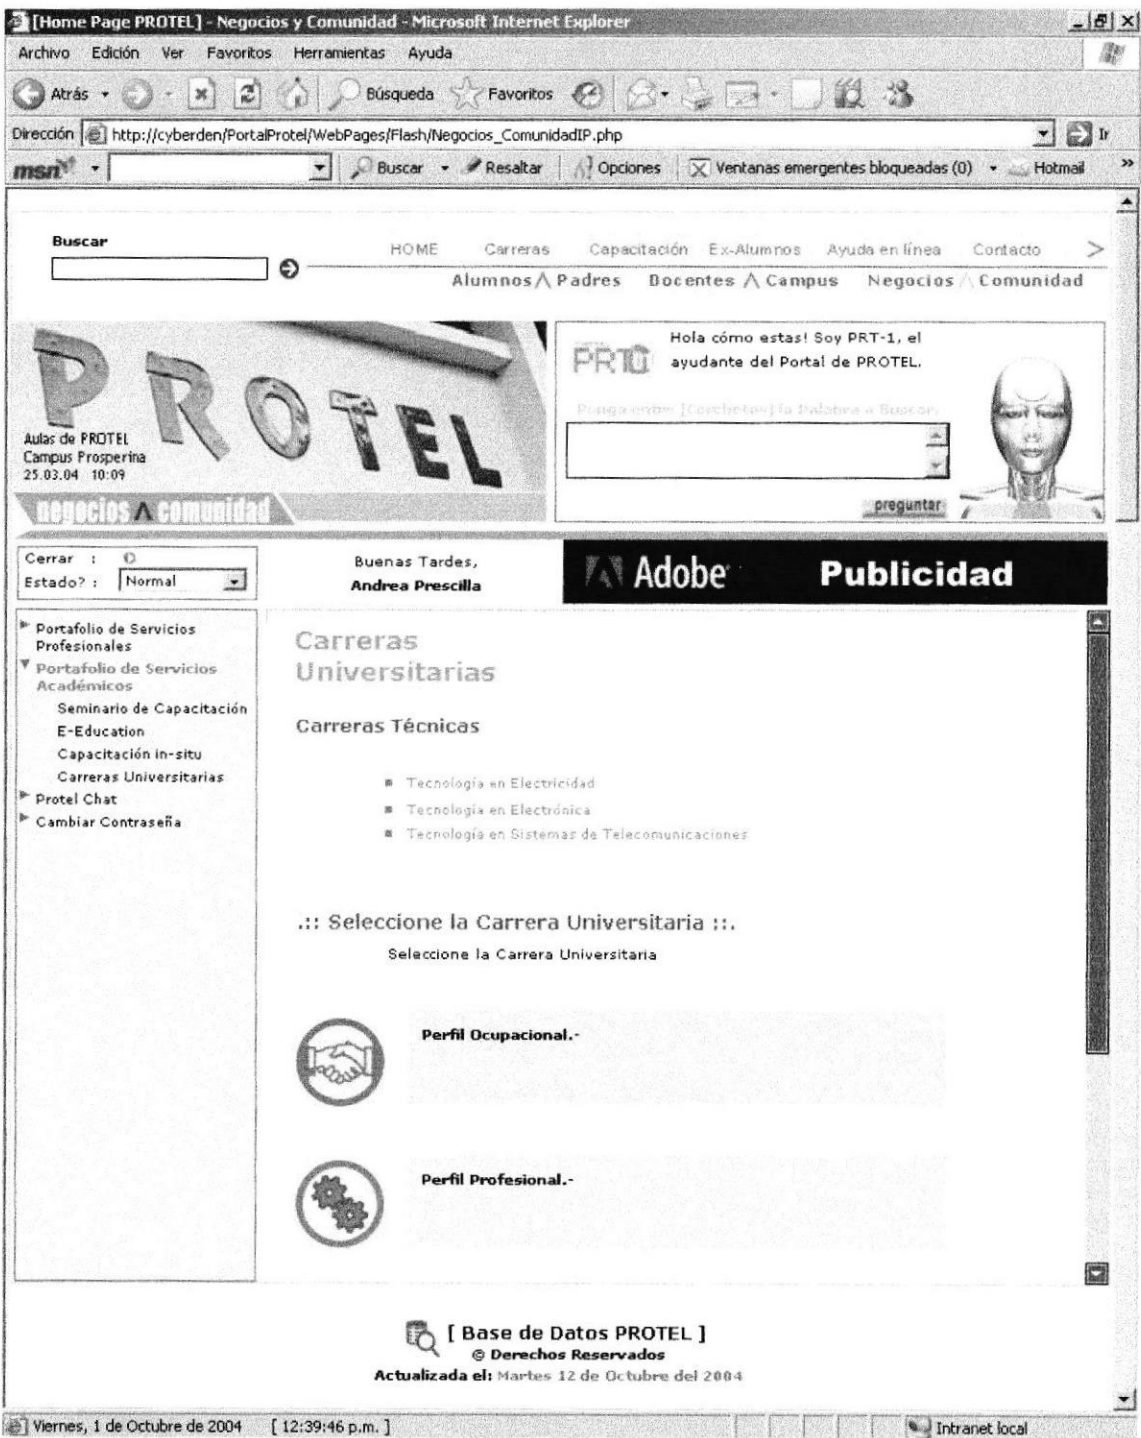 [Home Page PROTEL] - Negocios y Comunidad - Microsoft Internet Explorer
Archivo Edición Ver Favoritos Herramientas Ayuda
Atrás Búsqueda Favoritos
Dirección http://cyberden/PortalProtel/WebPages/Flash/Negocios_ComunidadIP.php Ir
msn Buscar Resaltar Opciones Ventanas emergentes bloqueadas (0) Hotmail »
Buscar
HOME Carreras Capacitación Ex-Alumnos Ayuda en línea Contacto >
Alumnos Λ Padres Docentes Λ Campus Negocios Λ Comunidad
PROTEL
Aulas de PROTEL
Campus Prosperina
25.03.04 10:09
negocios Λ comunidad
Hola cómo estas! Soy PRT-1, el
ayudante del Portal de PROTEL.
Ponga entre [Corchetes] la Palabra a Buscar.
preguntar
Cerrar :
Estado? : Normal
Buenas Tardes,
Andrea Prescilla
Adobe Publicidad
Portafolio de Servicios
Profesionales
Portafolio de Servicios
Académicos
Seminario de Capacitación
E-Education
Capacitación in-situ
Carreras Universitarias
Protel Chat
Cambiar Contraseña
Carreras
Universitarias
Carreras Técnicas
Tecnología en Electricidad
Tecnología en Electrónica
Tecnología en Sistemas de Telecomunicaciones
.:: Seleccione la Carrera Universitaria ::.
Seleccione la Carrera Universitaria
Perfil Ocupacional.-
Perfil Profesional.-
[ Base de Datos PROTEL ]
© Derechos Reservados
Actualizada el: Martes 12 de Octubre del 2004
Viernes, 1 de Octubre de 2004 [ 12:39:46 p.m. ] Intranet local